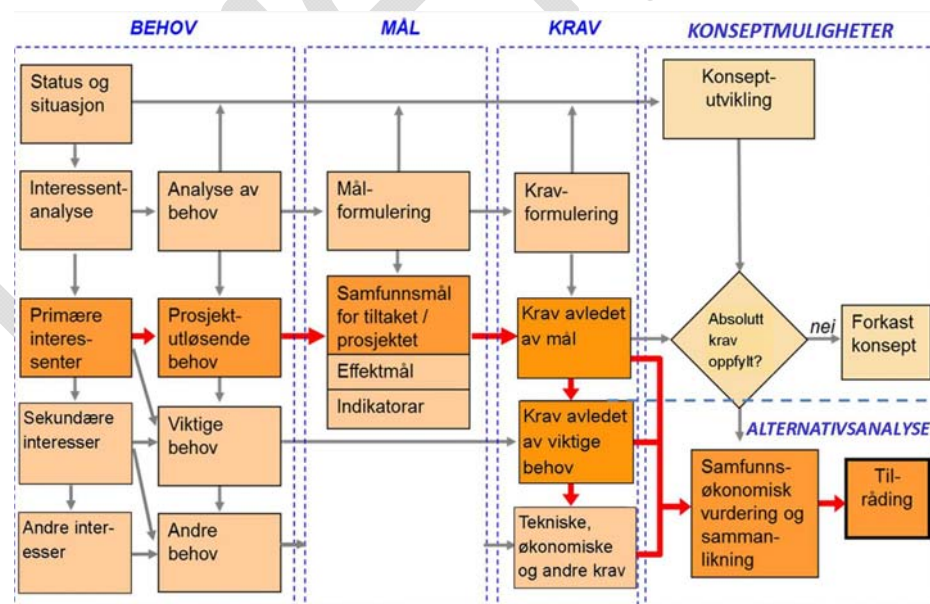 BEHOV
MÅL
KRAV
KONSEPTMULIGHETER
Status og
situasjon
Konsept-
utvikling
Interessent-
analyse
Analyse av
behov
Mål-
formulering
Krav-
formulering
Primære
interes-
senter
Prosjekt-
utløsende
behov
Samfunnsmål
for tiltaket /
prosjektet
Effektmål
Indikatorar
Krav avledet
av mål
Absolutt
krav
oppfylt?
nei
Forkast
konsept
Sekundære
interesser
Viktige
behov
Krav avledet
av viktige
behov
ALTERNATIVSANALYSE
Samfunns-
økonomisk
vurdering og
samman-
likning
Til-
råding
Andre inter-
esser
Andre
behov
Tekniske,
økonomiske
og andre krav